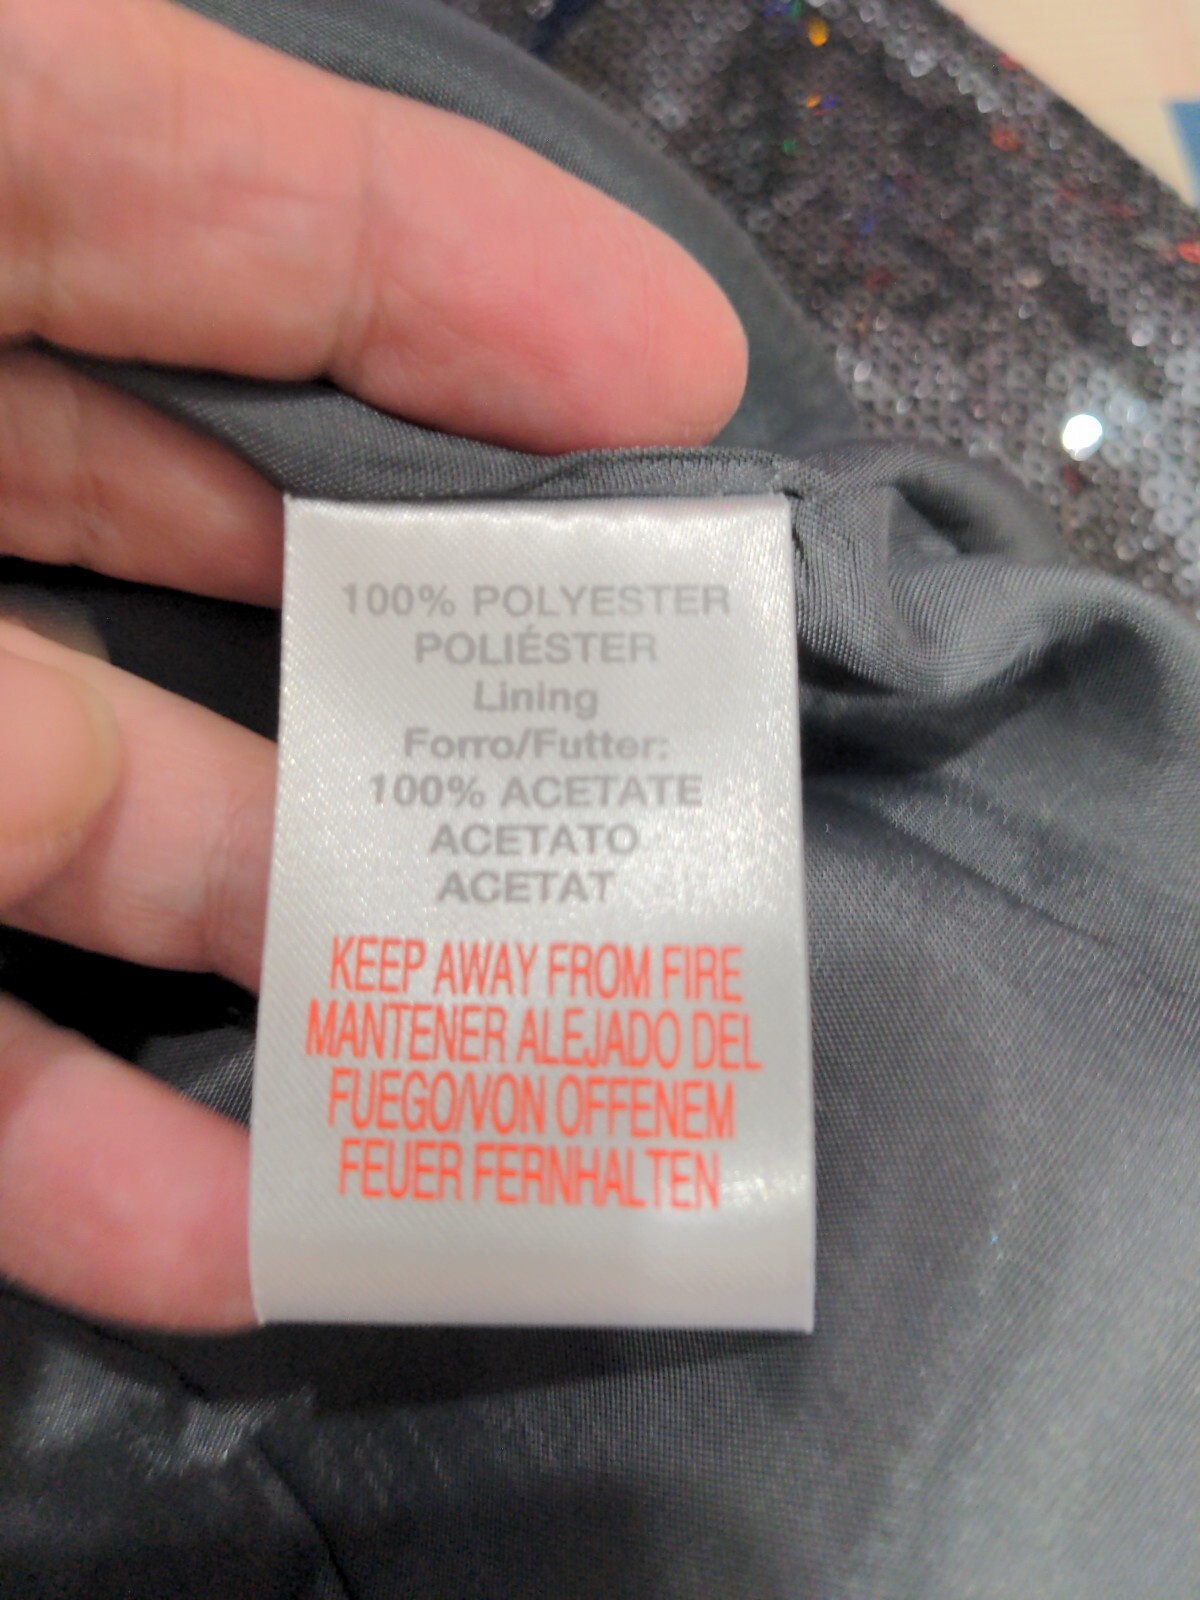 100% POLYESTER
POLIÉSTER
Lining
Forro/Futter:
100% ACETATE
ACETATO
ACETAT
KEEP AWAY FROM FIRE
MANTENER ALEJADO DEL
FUEGO/VON OFFENEM
FEUER FERNHALTEN